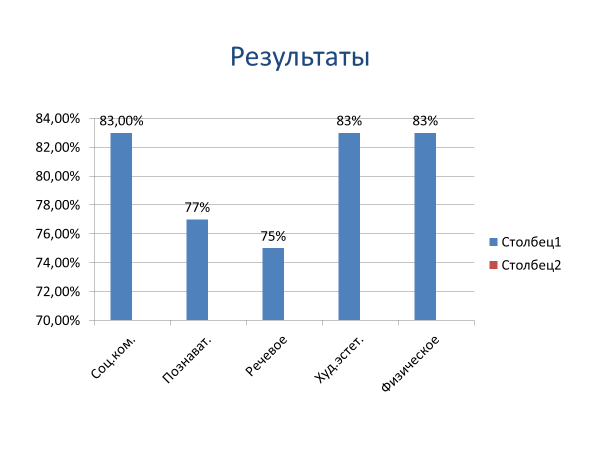 Результаты
84,00%
82,00%
80,00%
78,00%
76,00%
74,00%
72,00%
70,00%
83,00%
77%
75%
83%
83%
Соц.ком.
Познават.
Речевое
Худ.эстет.
Физическое
Столбец1
Столбец2